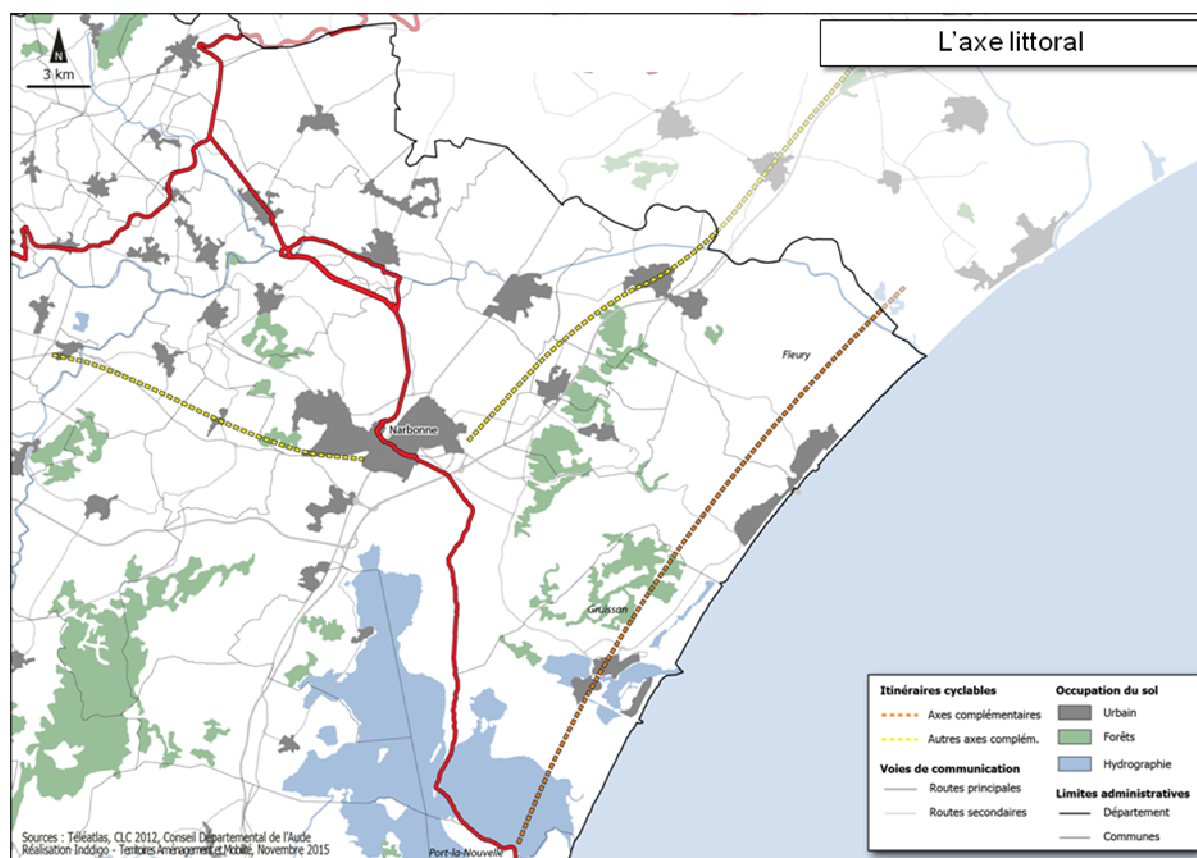 L'axe littoral
N
3 km
Fleury
Narbonne
Gruissan
Port-la-Nouvelle
Itinéraires cyclables
Axes complémentaires
Autres axes complém.
Voies de communication
Routes principales
Routes secondaires
Occupation du sol
Urbain
Forêts
Hydrographie
Limites administratives
Département
Communes
Sources : Téléatlas, CLC 2012, Conseil Départemental de l'Aude
Réalisation Inddigo - Territoires Aménagement et Mobilité, Novembre 2015